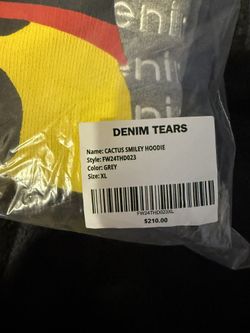 DENIM TEARS
Name: CACTUS SMILEY HOODIE
Style: FW24THD023
Color: GREY
Size: XL
FW24THD023XL
$210.00